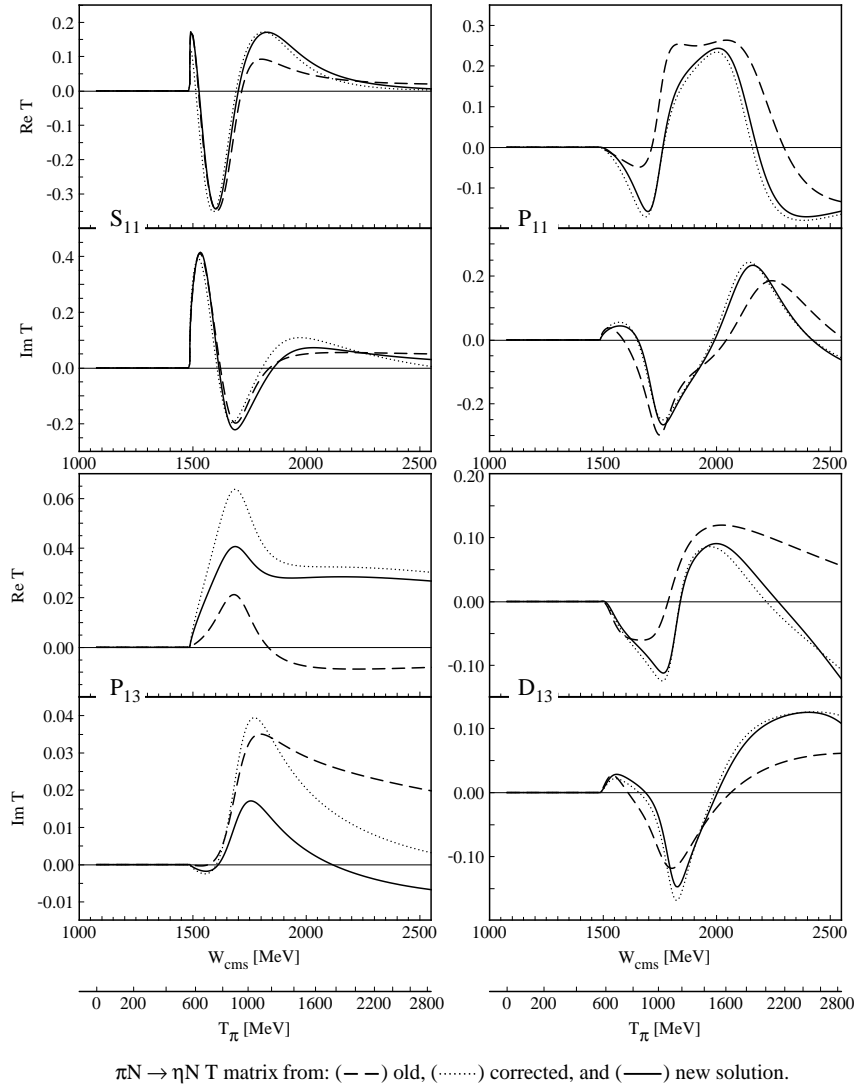 0.2
0.1
0.0
-0.1
-0.2
-0.3
Re T
S11
0.4
0.2
0.0
-0.2
Im T
1000 1500 2000 2500
0.2
0.1
0.0
-0.1
P11
0.2
0.0
-0.2
1000 1500 2000 2500
0.06
0.04
0.02
0.00
Re T
P13
0.04
0.03
0.02
0.01
0.00
-0.01
Im T
1000 1500 2000 2500
Wcms [MeV]
0 200 400 600 1000 1600 2200 2800
Tπ [MeV]
0.20
0.10
0.00
-0.10
D13
0.10
0.00
-0.10
1000 1500 2000 2500
Wcms [MeV]
0 200 400 600 1000 1600 2200 2800
Tπ [MeV]
πN → ηN T matrix from: (— —) old, (........) corrected, and (——) new solution.